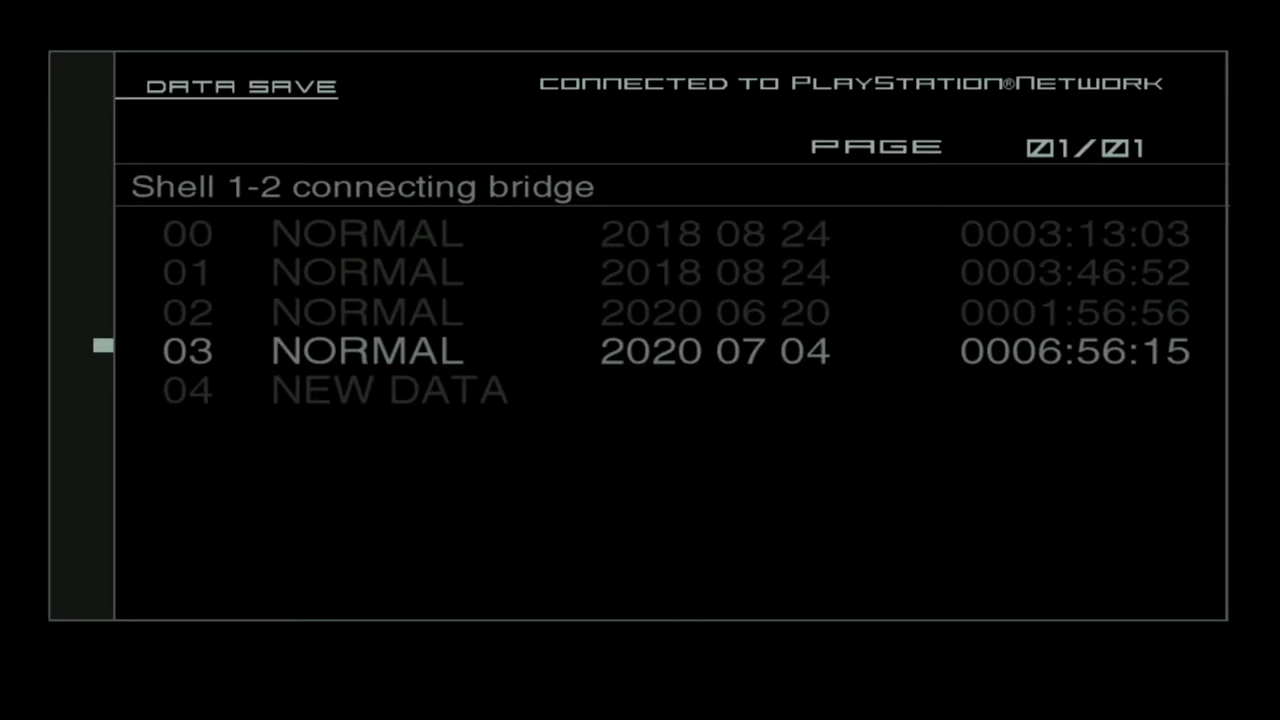 DATA SAVE
CONNECTED TO PLAYSTATION®NETWORK
PAGE 01/01
Shell 1-2 connecting bridge
00 NORMAL 2018 08 24 0003:13:03
01 NORMAL 2018 08 24 0003:46:52
02 NORMAL 2020 06 20 0001:56:56
03 NORMAL 2020 07 04 0006:56:15
04 NEW DATA